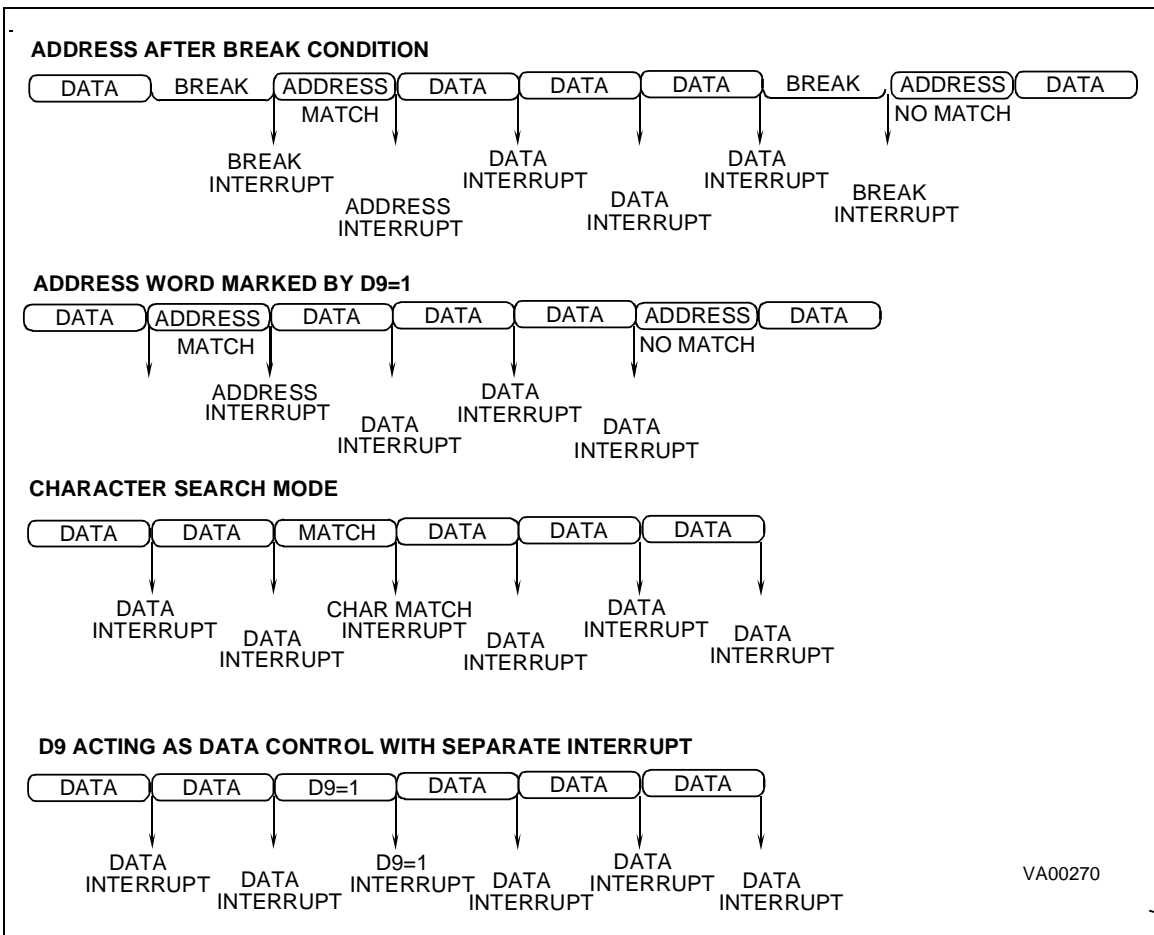 ADDRESS AFTER BREAK CONDITION
DATA BREAK ADDRESS DATA DATA DATA BREAK ADDRESS DATA
MATCH NO MATCH
BREAK INTERRUPT
ADDRESS INTERRUPT
DATA INTERRUPT
DATA INTERRUPT
DATA INTERRUPT
BREAK INTERRUPT
ADDRESS WORD MARKED BY D9=1
DATA ADDRESS DATA DATA DATA ADDRESS DATA
MATCH NO MATCH
ADDRESS INTERRUPT
DATA INTERRUPT
DATA INTERRUPT
DATA INTERRUPT
CHARACTER SEARCH MODE
DATA DATA MATCH DATA DATA DATA
DATA INTERRUPT
DATA INTERRUPT
CHAR MATCH INTERRUPT
DATA INTERRUPT
DATA INTERRUPT
DATA INTERRUPT
D9 ACTING AS DATA CONTROL WITH SEPARATE INTERRUPT
DATA DATA D9=1 DATA DATA DATA
DATA INTERRUPT
DATA INTERRUPT
D9=1 INTERRUPT
DATA INTERRUPT
DATA INTERRUPT
DATA INTERRUPT
VA00270